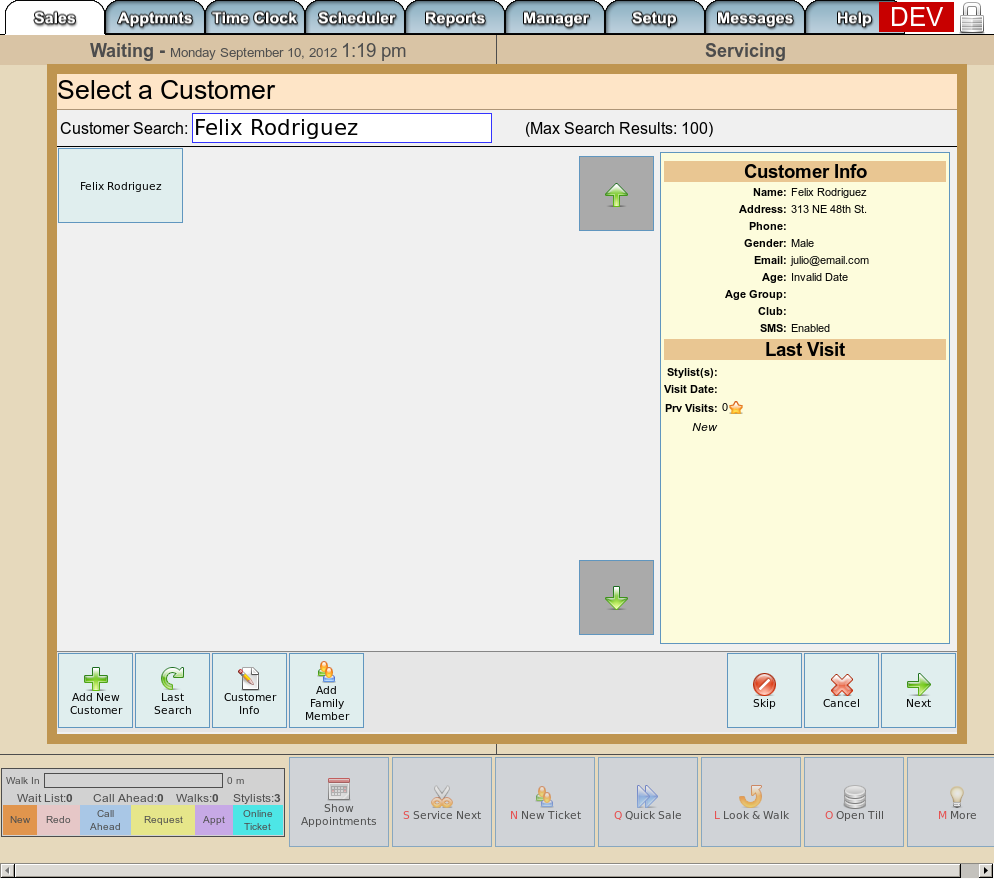 Sales Apptmnts Time Clock Scheduler Reports Manager Setup Messages Help DEV
Waiting - Monday September 10, 2012 1:19 pm Servicing
Select a Customer
Customer Search: Felix Rodriguez (Max Search Results: 100)
Felix Rodriguez
Customer Info
Name: Felix Rodriguez
Address: 313 NE 48th St.
Phone:
Gender: Male
Email: julio@email.com
Age: Invalid Date
Age Group:
Club:
SMS: Enabled
Last Visit
Stylist(s):
Visit Date:
Prv Visits: 0
New
Add New
Customer
Last
Search
Customer
Info
Add
Family
Member
Skip
Cancel
Next
Walk In 0 m
Wait List:0 Call Ahead:0 Walks:0 Stylists:3
New
Redo
Call
Ahead
Request
Appt
Online
Ticket
Show
Appointments
S Service Next
N New Ticket
Q Quick Sale
L Look & Walk
O Open Till
M More